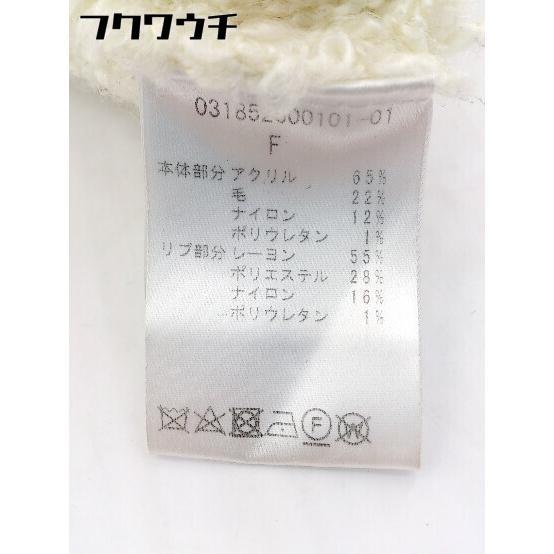 フクワウチ
031852500101-01
F
本体部分 アクリル 65%
毛 22%
ナイロン 12%
ポリウレタン 1%
リブ部分 レーヨン 55%
ポリエステル 28%
ナイロン 16%
ポリウレタン 1%